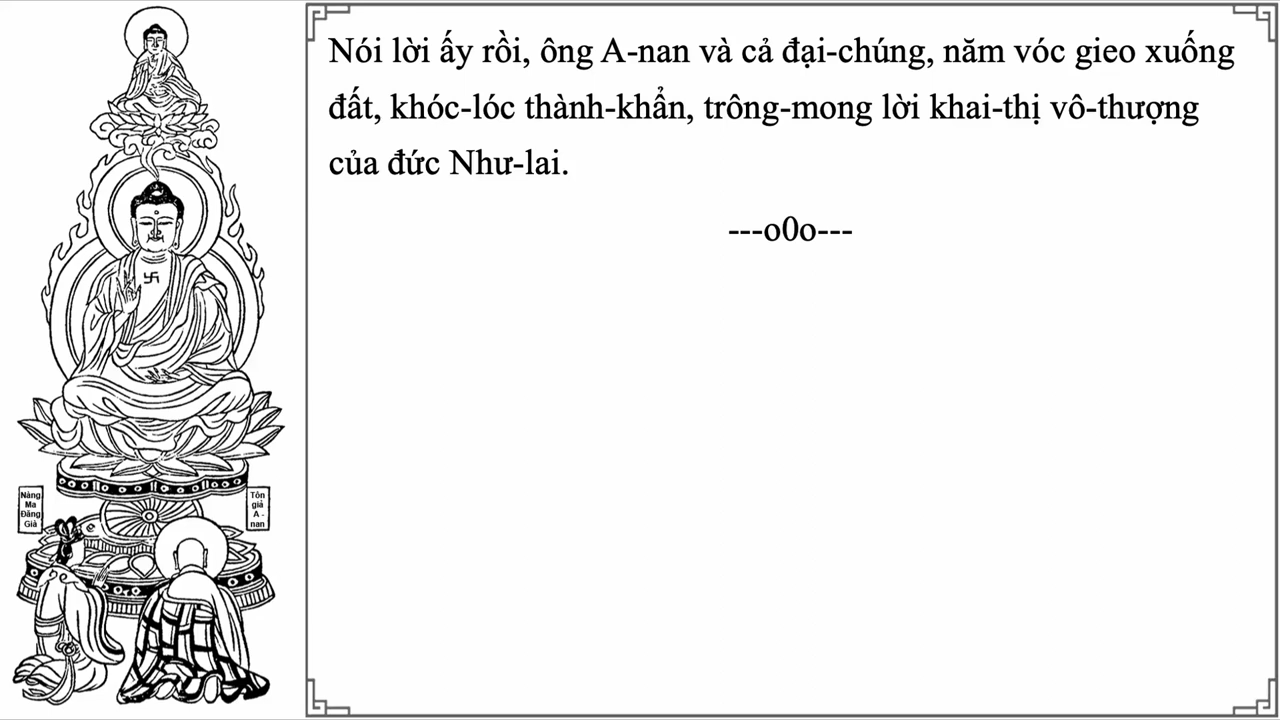 Nói lời ấy rồi, ông A-nan và cả đại-chúng, năm vóc gieo xuống
đất, khóc-lóc thành-khẩn, trông-mong lời khai-thị vô-thượng
của đức Như-lai.
---o0o---
Nàng
Ma
Đăng
Già
Tôn
giả
A -
nan